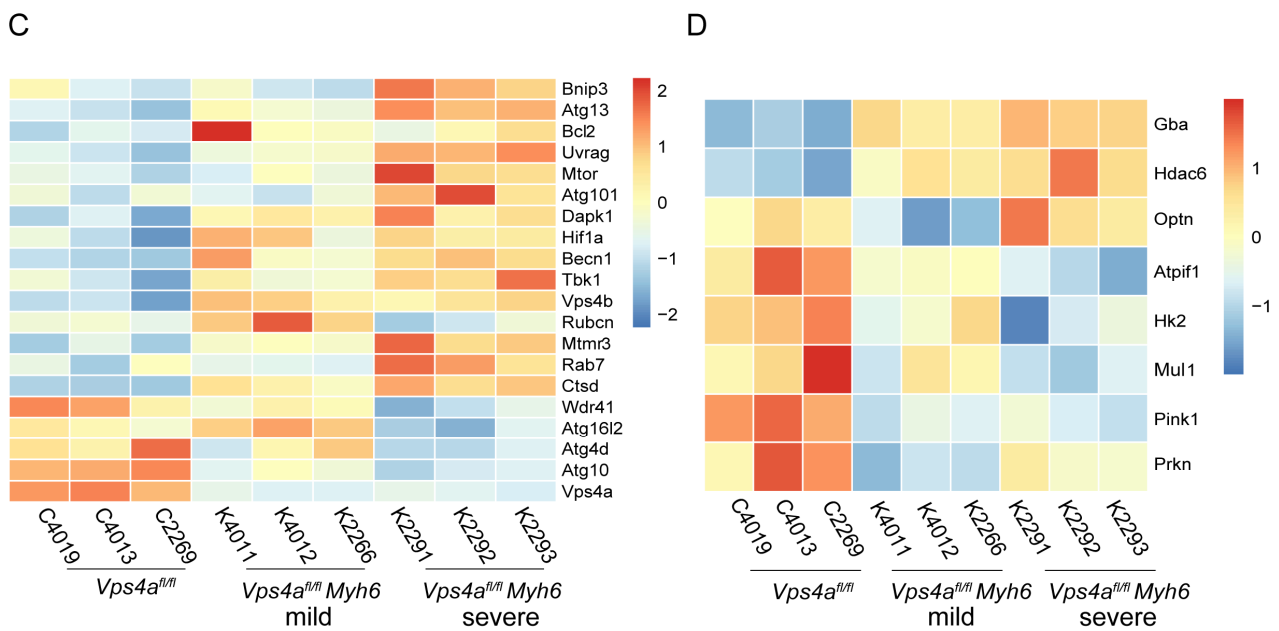 C
Bnip3
Atg13
Bcl2
Uvrag
Mtor
Atg101
Dapk1
Hif1a
Becn1
Tbk1
Vps4b
Rubcn
Mtmr3
Rab7
Ctsd
Wdr41
Atg16l2
Atg4d
Atg10
Vps4a
2
1
0
−1
−2
C4019 C4013 C2269 K4011 K4012 K2266 K2291 K2292 K2293
Vps4afl/fl Vps4afl/fl Myh6 Vps4afl/fl Myh6
mild severe
D
Gba
Hdac6
Optn
Atpif1
Hk2
Mul1
Pink1
Prkn
1
0
−1
C4019 C4013 C2269 K4011 K4012 K2266 K2291 K2292 K2293
Vps4afl/fl Vps4afl/fl Myh6 Vps4afl/fl Myh6
mild severe